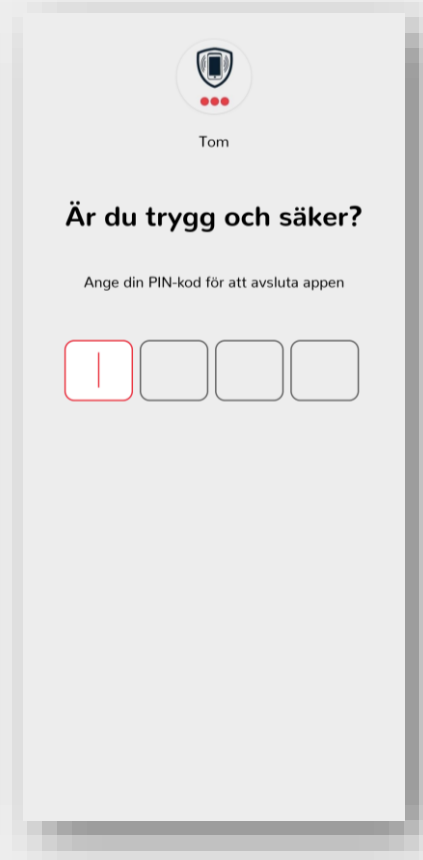 Tom
Är du trygg och säker?
Ange din PIN-kod för att avsluta appen